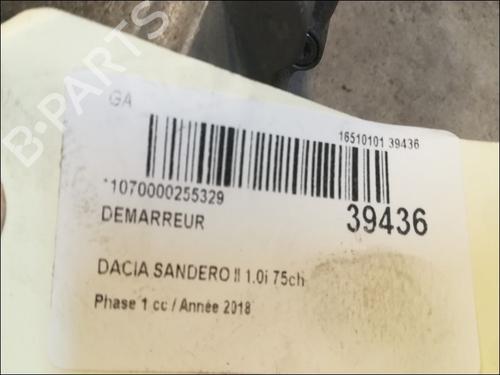 B-PARTS
GA
16510101 39436
*1070000255329
39436
DEMARREUR
DACIA SANDERO II 1.0i 75ch
Phase 1 cc / Année 2018